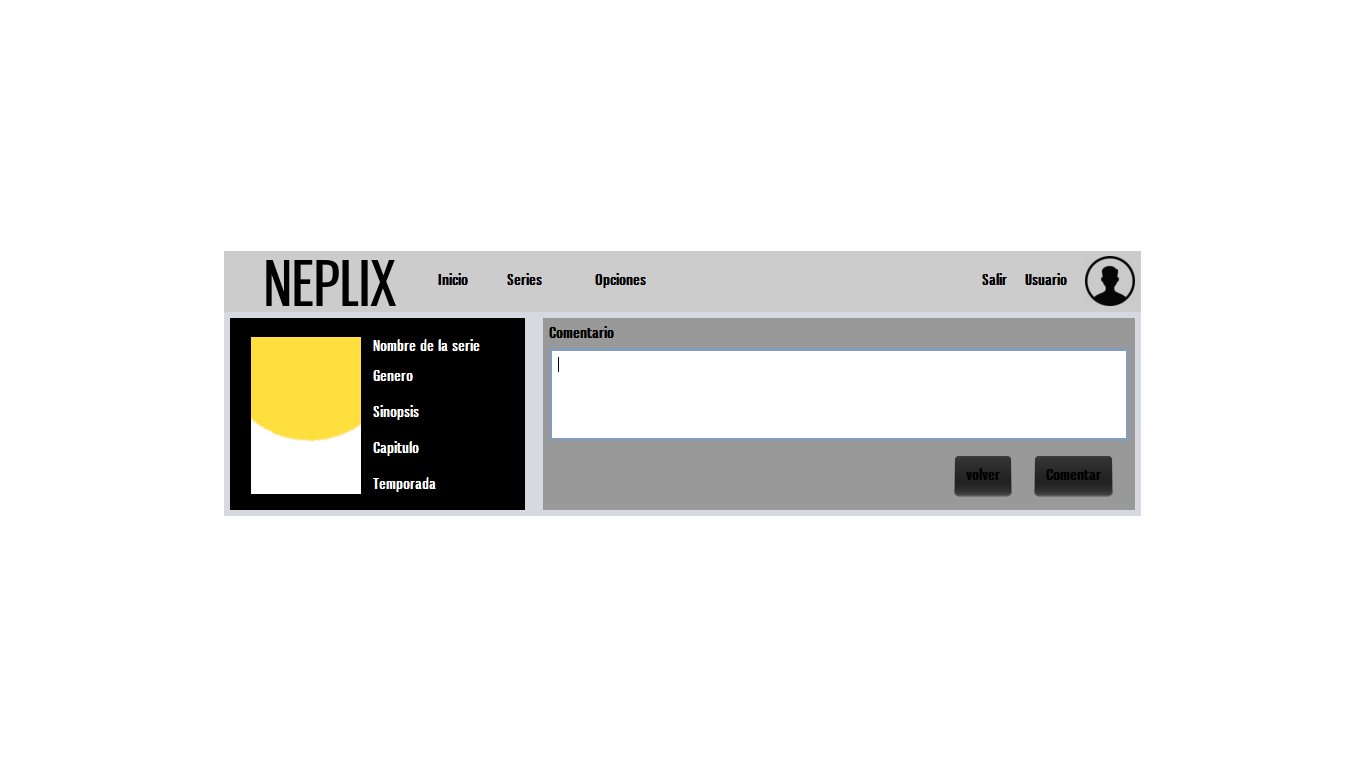 NEPLIX Inicio Series Opciones Salir Usuario
Nombre de la serie
Genero
Sinopsis
Capitulo
Temporada
Comentario
volver Comentar